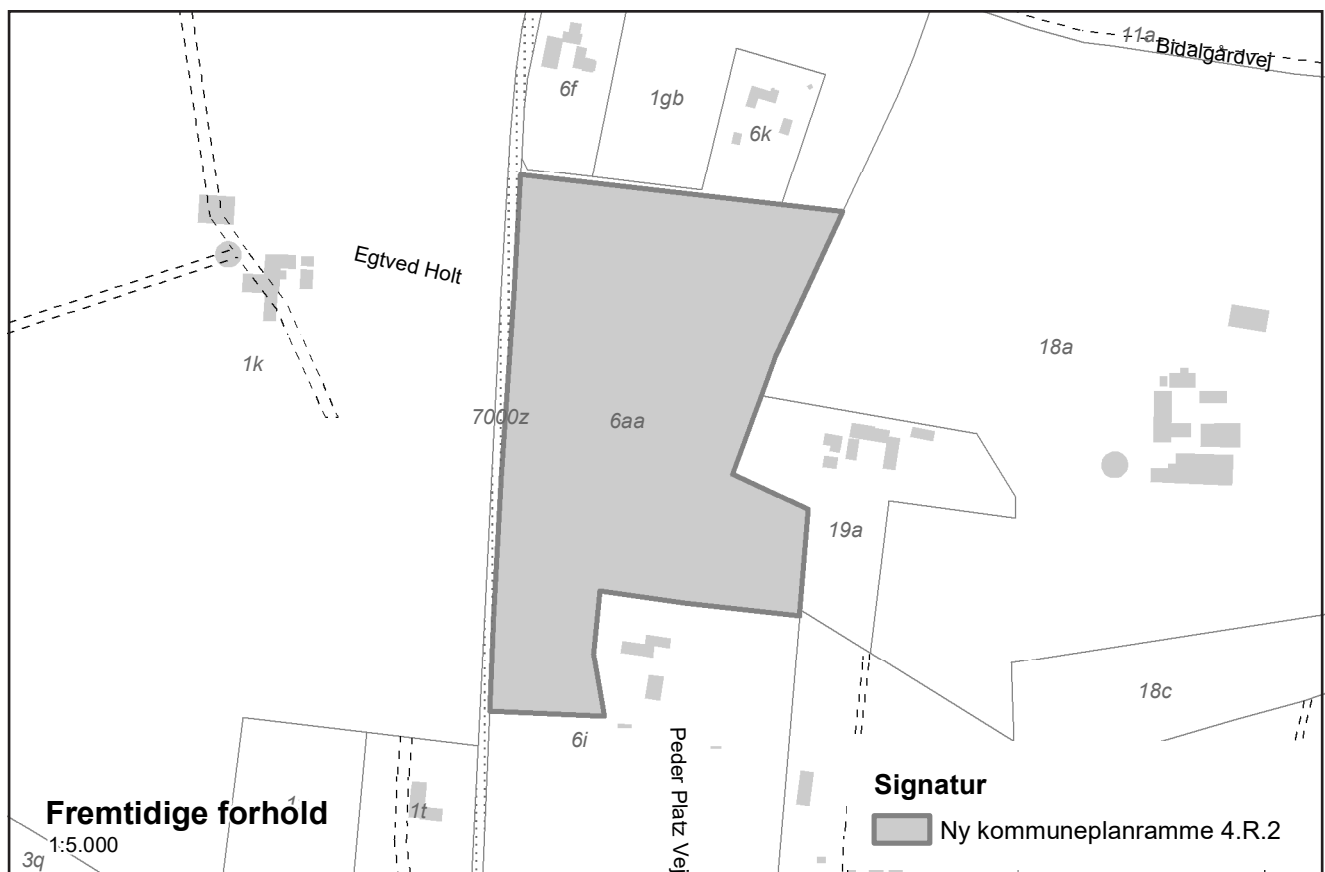 11a
Bidalgårdvej
6f
1gb
6k
Egtved Holt
18a
1k
7000z
6aa
19a
18c
6i
Peder Platz Vej
Signatur
Ny kommuneplanramme 4.R.2
Fremtidige forhold
1t
1:5.000
3q